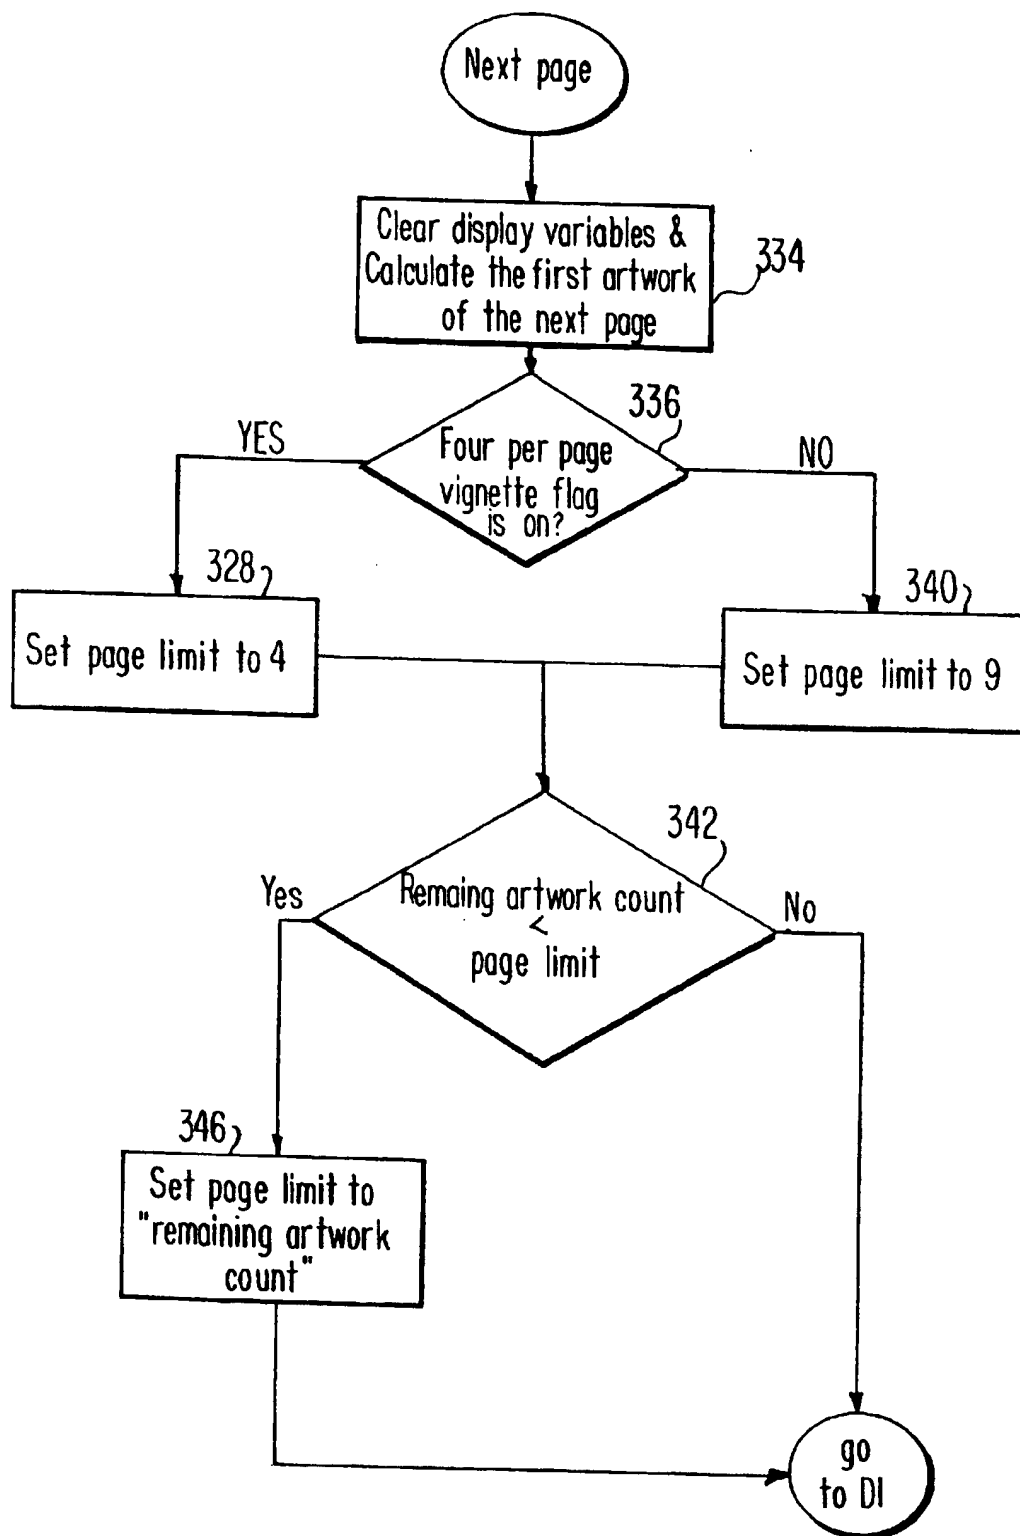 Next page
Clear display variables &
Calculate the first artwork
of the next page
334
336
Four per page
vignette flag
is on?
YES
NO
328
Set page limit to 4
340
Set page limit to 9
342
Remaing artwork count
<
page limit
Yes
No
346
Set page limit to
"remaining artwork
count"
go
to DI